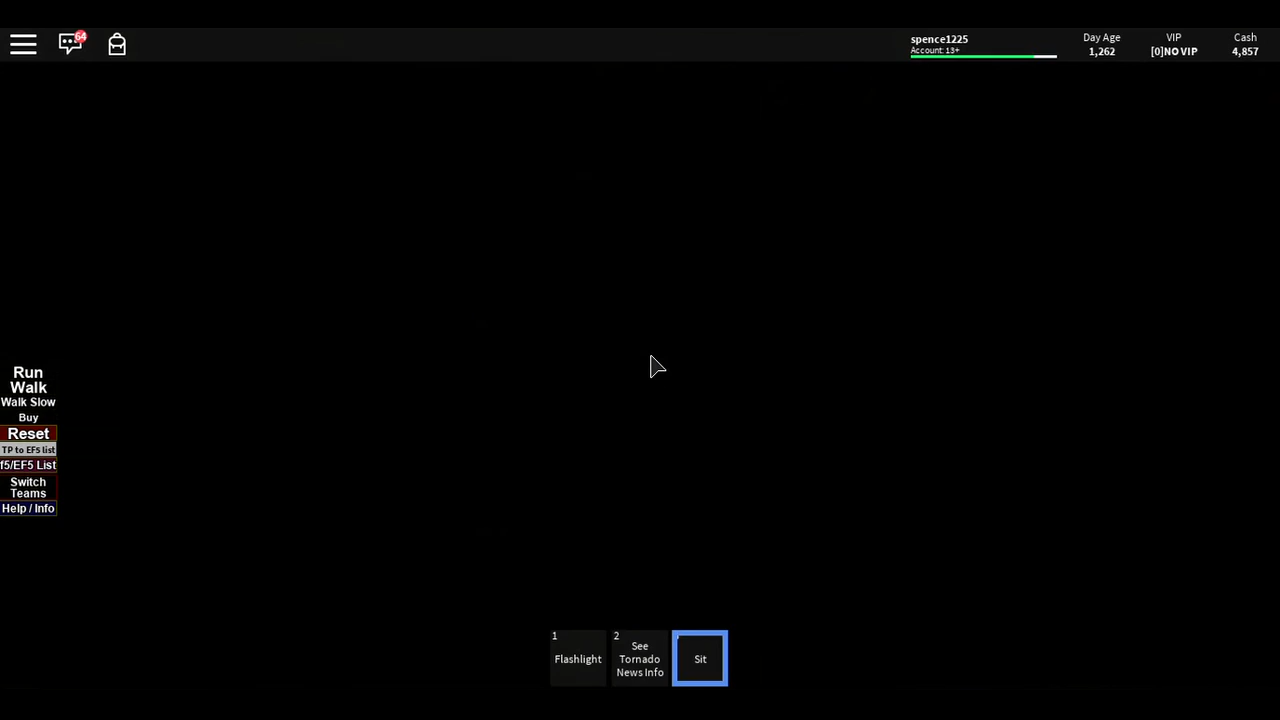 64
spence1225
Account: 13+
Day Age
1,262
VIP
[0]NO VIP
Cash
4,857
Run
Walk
Walk Slow
Buy
Reset
TP to EF5 list
f5/EF5 List
Switch
Teams
Help / Info
1
Flashlight
2
See
Tornado
News Info
Sit